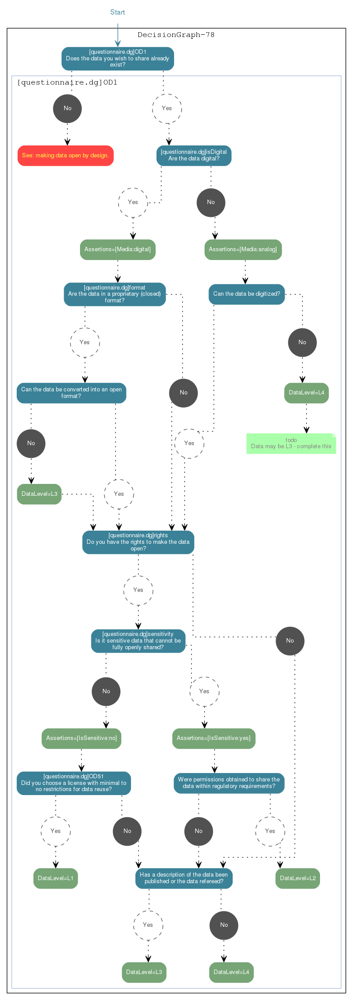 Start
DecisionGraph-78
[questionnaire.dg]OD1
Does the data you wish to share already
exist?
[questionnaire.dg]OD1
No
Yes
See: making data open by design.
[questionnaire.dg]isDigital
Are the data digital?
Yes
No
Assertions=[Media:digital]
Assertions=[Media:analog]
[questionnaire.dg]format
Are the data in a proprietary (closed)
format?
Can the data be digitized?
Yes
No
Can the data be converted into an open
format?
No
DataLevel=L4
No
Yes
todo
Data may be L3 - complete this
DataLevel=L3
Yes
[questionnaire.dg]rights
Do you have the rights to make the data
open?
Yes
[questionnaire.dg]sensitivity
Is it sensitive data that cannot be
fully openly shared?
No
No
Yes
Assertions=[IsSensitive:no]
Assertions=[IsSensitive:yes]
[questionnaire.dg]OD51
Did you choose a license with minimal to
no restrictions for data reuse?
Were permissions obtained to share the
data within regulatory requirements?
Yes
No
No
Yes
DataLevel=L1
Has a description of the data been
published or the data refereed?
DataLevel=L2
Yes
No
DataLevel=L3
DataLevel=L4